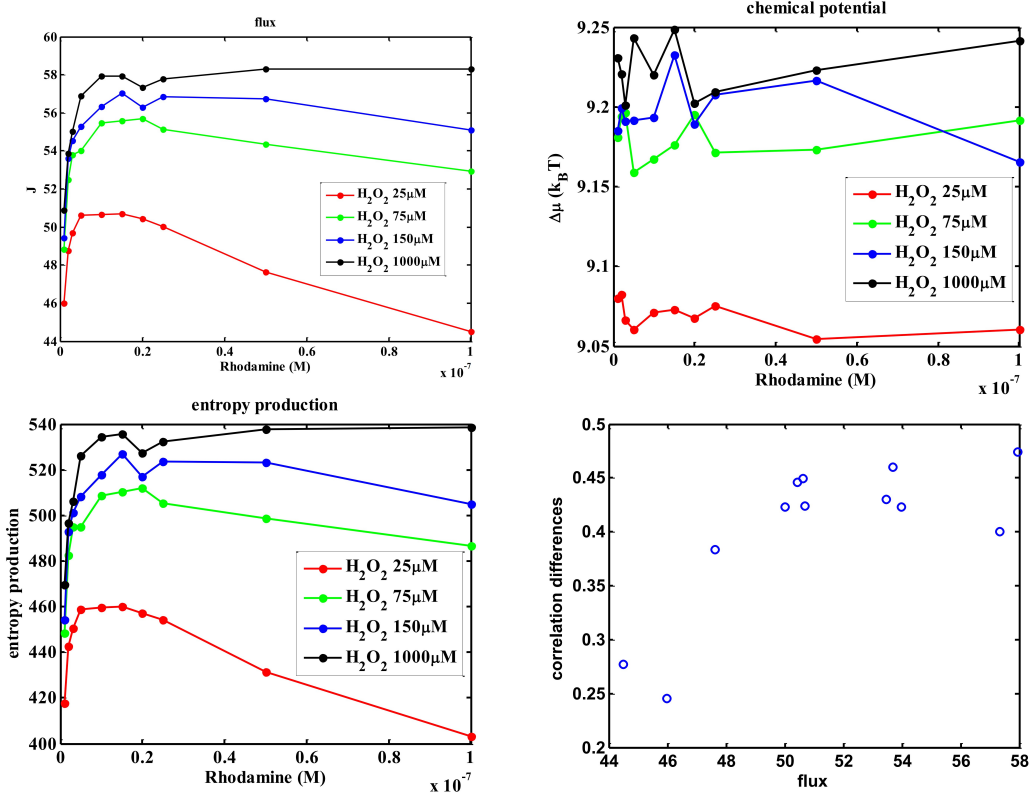 flux
60
58
56
54
52
50
48
46
44
J
0 0.2 0.4 0.6 0.8 1
Rhodamine (M)
x 10⁻⁷
H₂O₂ 25μM
H₂O₂ 75μM
H₂O₂ 150μM
H₂O₂ 1000μM
chemical potential
9.25
9.2
9.15
9.1
9.05
Δμ (k_BT)
0 0.2 0.4 0.6 0.8 1
Rhodamine (M)
x 10⁻⁷
H₂O₂ 25μM
H₂O₂ 75μM
H₂O₂ 150μM
H₂O₂ 1000μM
entropy production
540
520
500
480
460
440
420
400
entropy production
0 0.2 0.4 0.6 0.8 1
Rhodamine (M)
x 10⁻⁷
H₂O₂ 25μM
H₂O₂ 75μM
H₂O₂ 150μM
H₂O₂ 1000μM
0.5
0.45
0.4
0.35
0.3
0.25
0.2
correlation differences
44 46 48 50 52 54 56 58
flux